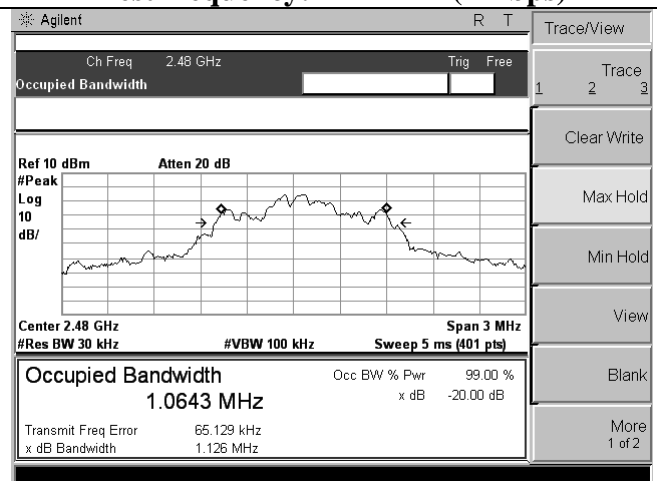 Agilent R T
Trace/View
Ch Freq 2.48 GHz Trig Free
Occupied Bandwidth
Trace
1 2 3
Clear Write
Ref 10 dBm Atten 20 dB
#Peak
Log
10
dB/
Max Hold
Min Hold
View
Center 2.48 GHz Span 3 MHz
#Res BW 30 kHz #VBW 100 kHz Sweep 5 ms (401 pts)
Occupied Bandwidth Occ BW % Pwr 99.00 %
1.0643 MHz x dB -20.00 dB
Blank
Transmit Freq Error 65.129 kHz
x dB Bandwidth 1.126 MHz
More
1 of 2